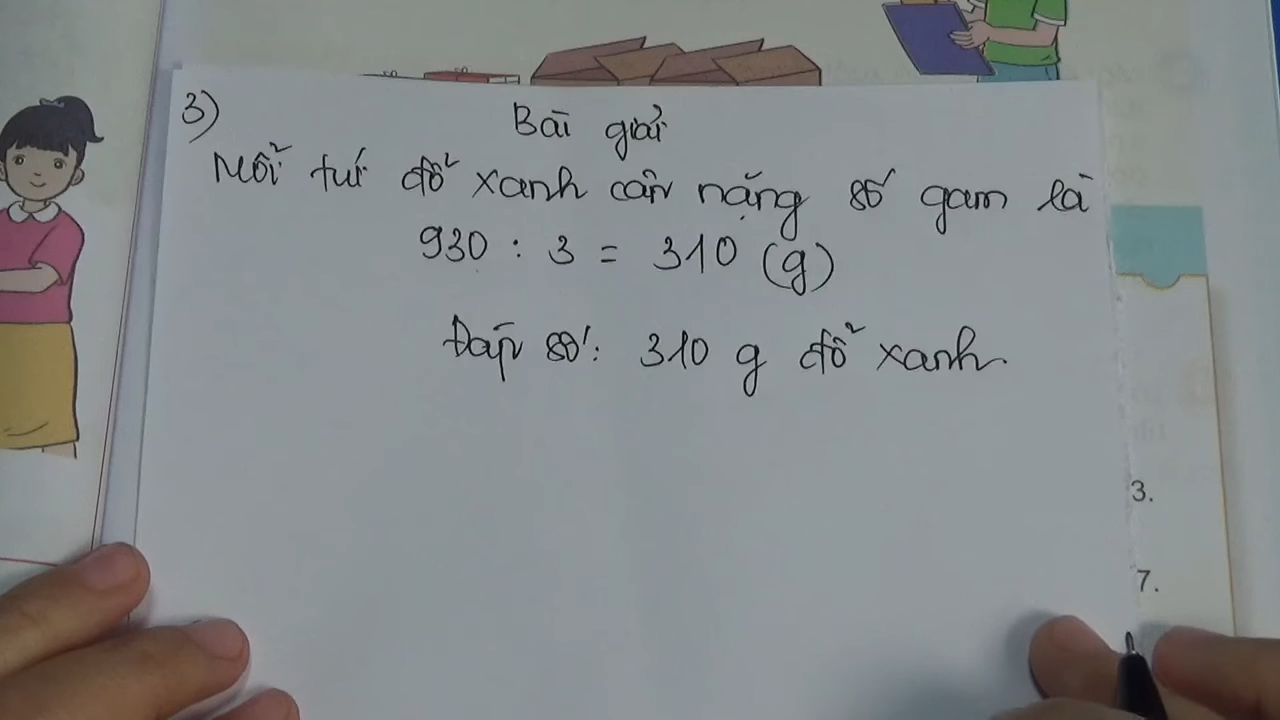 3)
Bài giải
Mỗi túi đỗ xanh cân nặng số gam là
930 : 3 = 310 (g)
Đáp số: 310 g đỗ xanh.
3.
7.